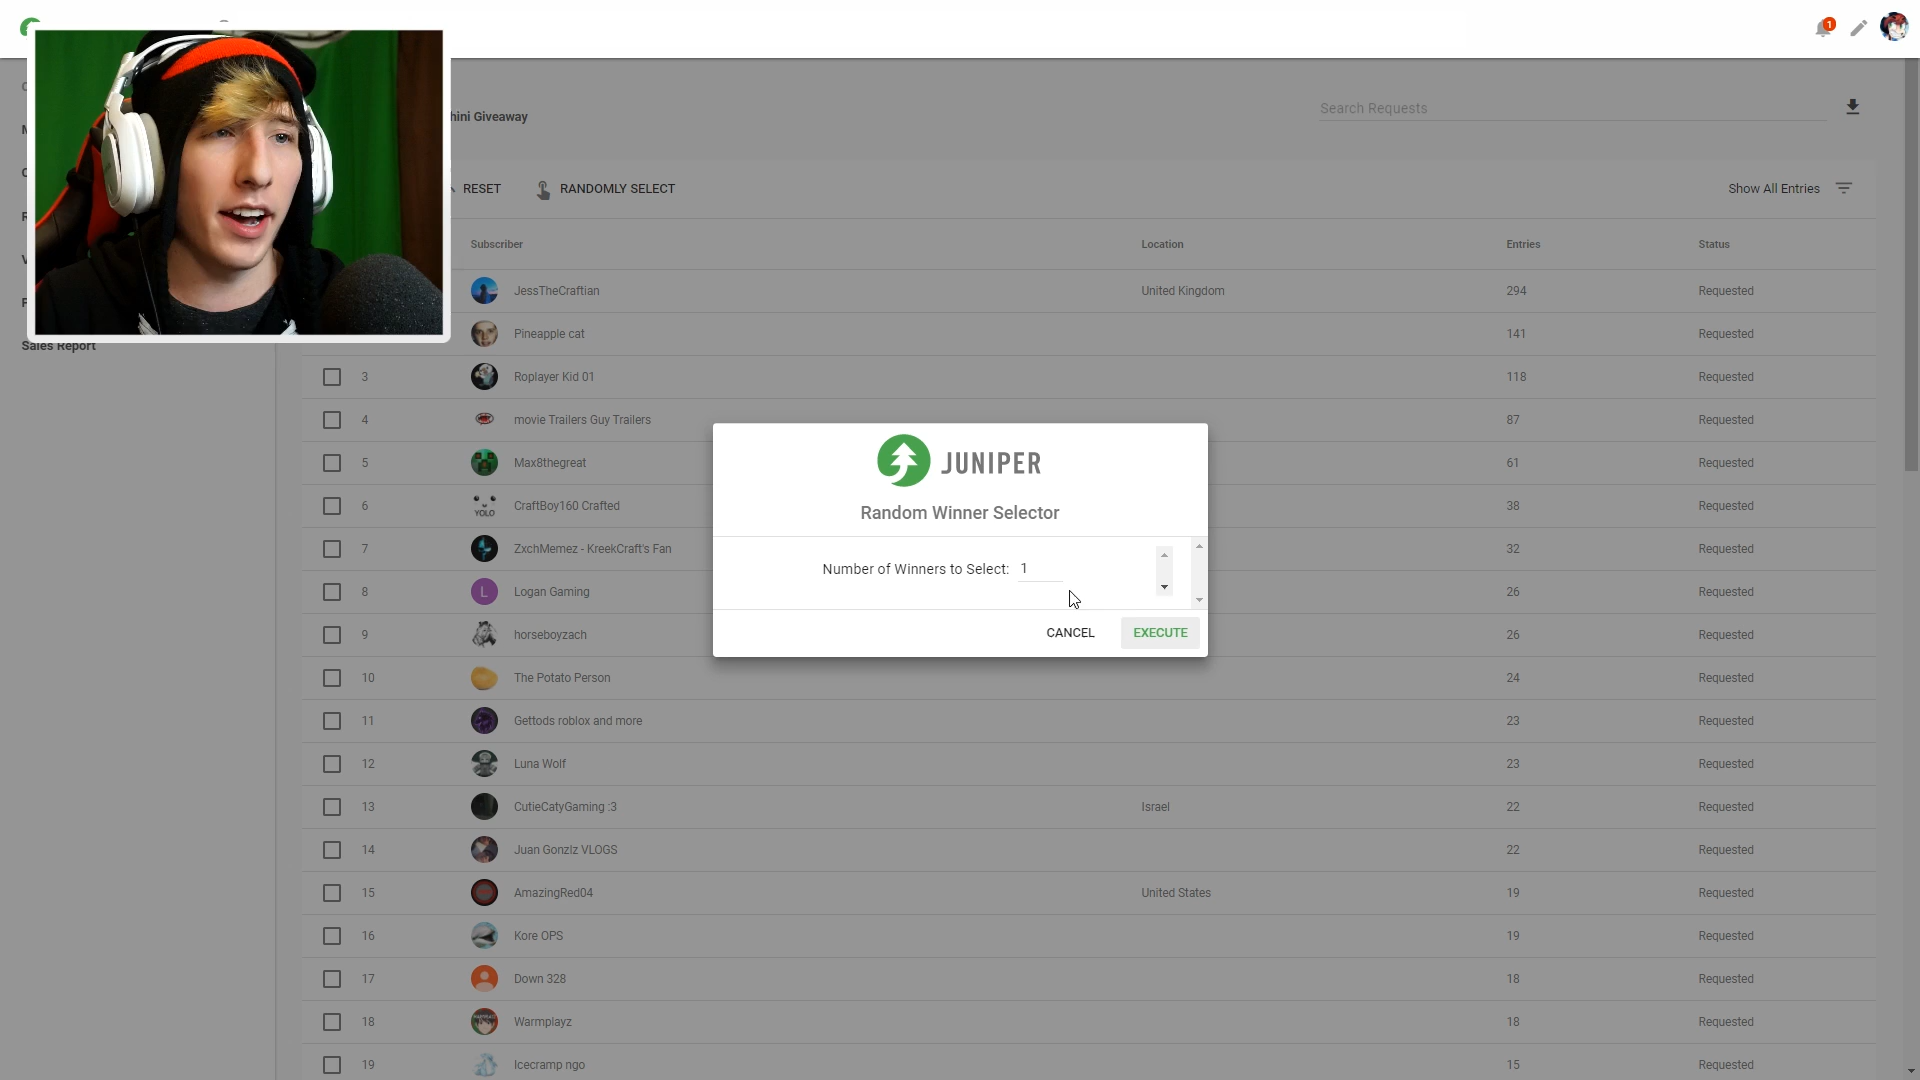 1
hini Giveaway
Search Requests
RESET
RANDOMLY SELECT
Show All Entries
Subscriber
Location
Entries
Status
JessTheCraftian
United Kingdom
294
Requested
Pineapple cat
141
Requested
Sales Report
3
Roplayer Kid 01
118
Requested
4
movie Trailers Guy Trailers
87
Requested
5
Max8thegreat
61
Requested
6
YOLO
CraftBoy160 Crafted
38
Requested
7
ZxchMemez - KreekCraft's Fan
32
Requested
8
L
Logan Gaming
26
Requested
9
horseboyzach
26
Requested
10
The Potato Person
24
Requested
11
Gettods roblox and more
23
Requested
12
Luna Wolf
23
Requested
13
CutieCatyGaming :3
Israel
22
Requested
14
Juan Gonzlz VLOGS
22
Requested
15
AmazingRed04
United States
19
Requested
16
Kore OPS
19
Requested
17
Down 328
18
Requested
18
Warmplayz
18
Requested
19
Icecramp ngo
15
Requested
JUNIPER
Random Winner Selector
Number of Winners to Select: 1
CANCEL
EXECUTE